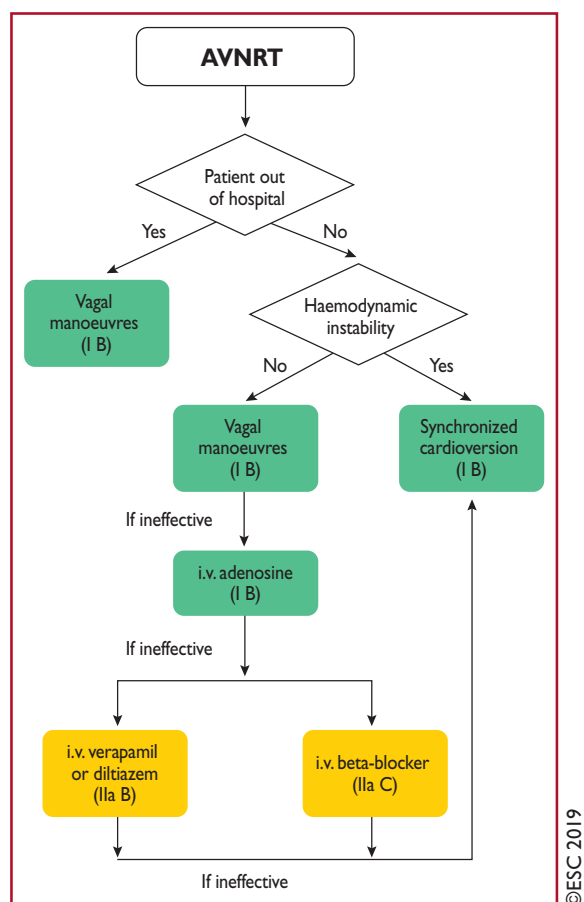 AVNRT
Patient out
of hospital
Yes
No
Vagal
manoeuvres
(I B)
Haemodynamic
instability
No
Yes
Vagal
manoeuvres
(I B)
Synchronized
cardioversion
(I B)
If ineffective
i.v. adenosine
(I B)
If ineffective
i.v. verapamil
or diltiazem
(IIa B)
i.v. beta-blocker
(IIa C)
If ineffective
©ESC 2019